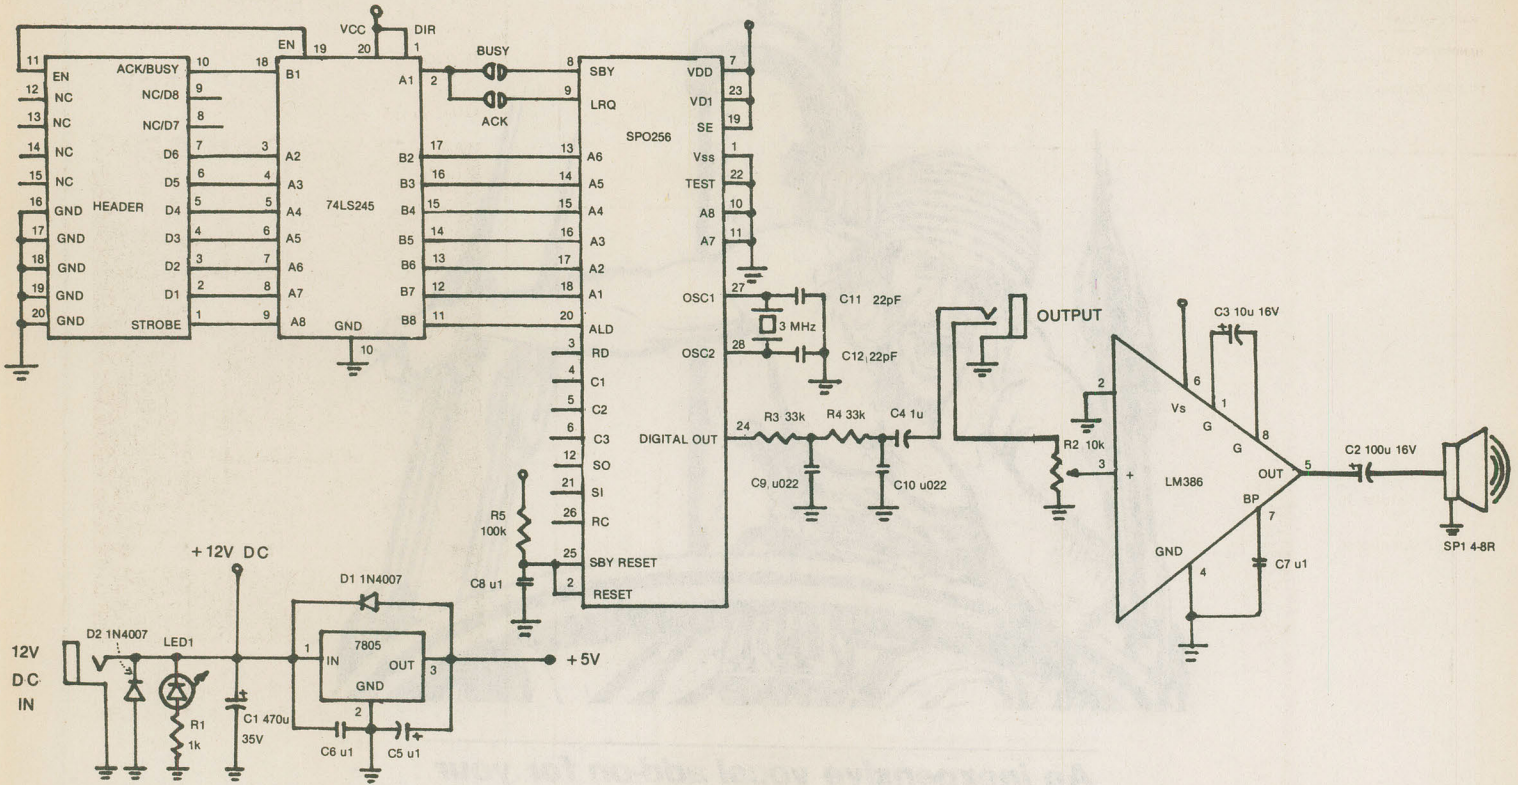 VCC
DIR
EN
19
20
1
BUSY
11
EN
ACK/BUSY
10
18
B1
A1
2
8
SBY
VDD
7
12
NC
NC/D8
9
9
LRQ
VD1
23
ACK
13
NC
NC/D7
8
SPO256
SE
19
14
NC
D6
7
3
A2
B2
17
13
A6
Vss
1
15
NC
D5
6
4
A3
B3
16
14
A5
TEST
22
16
GND
HEADER
D4
5
5
A4
74LS245
B4
15
15
A4
A8
10
17
GND
D3
4
6
A5
B5
14
16
A3
A7
11
18
GND
D2
3
7
A6
B6
13
17
A2
19
GND
D1
2
8
A7
B7
12
18
A1
OSC1
27
C11 22pF
20
GND
STROBE
1
9
A8
GND
B8
11
20
ALD
3 MHz
10
3
RD
OSC2
28
C12 22pF
4
C1
5
C2
6
C3
DIGITAL OUT
24
R3 33k
R4 33k
C4 1u
12
SO
C9 u022
C10 u022
21
SI
26
RC
R5
100k
25
SBY RESET
C8 u1
2
RESET
OUTPUT
C3 10u 16V
2
6
1
Vs
G
8
G
R2 10k
3
+
LM386
OUT
5
C2 100u 16V
BP
7
GND
4
C7 u1
SP1 4-8R
+12V DC
D1 1N4007
D2 1N4007
LED1
12V
DC
IN
1
IN
7805
OUT
3
+5V
GND
2
R1
1k
C1 470u
35V
C6 u1
C5 u1
+
An inexpensive vocal add-on for your